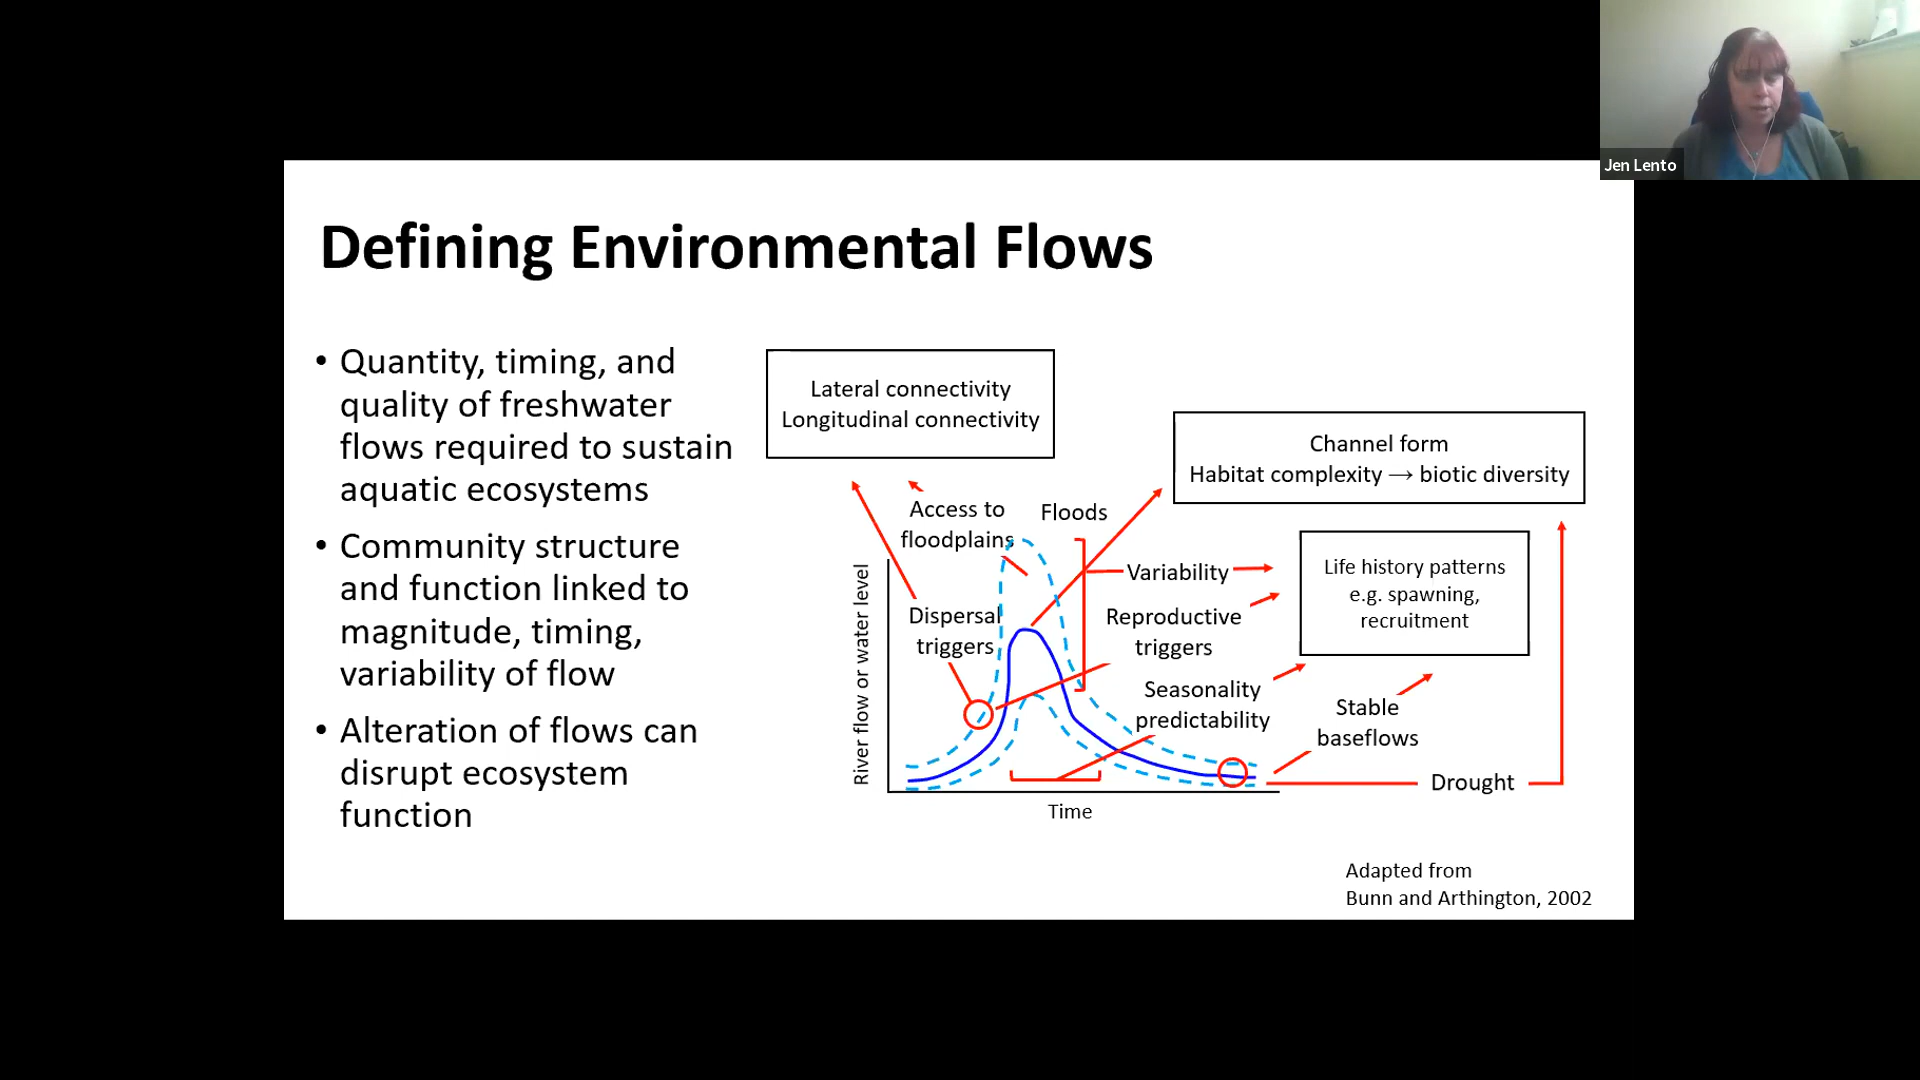 Jen Lento
Defining Environmental Flows
• Quantity, timing, and
quality of freshwater
flows required to sustain
aquatic ecosystems
• Community structure
and function linked to
magnitude, timing,
variability of flow
• Alteration of flows can
disrupt ecosystem
function
Lateral connectivity
Longitudinal connectivity
Channel form
Habitat complexity → biotic diversity
Access to
floodplains
Floods
Variability
Life history patterns
e.g. spawning,
recruitment
Dispersal
triggers
Reproductive
triggers
Seasonality
predictability
Stable
baseflows
Drought
River flow or water level
Time
Adapted from
Bunn and Arthington, 2002